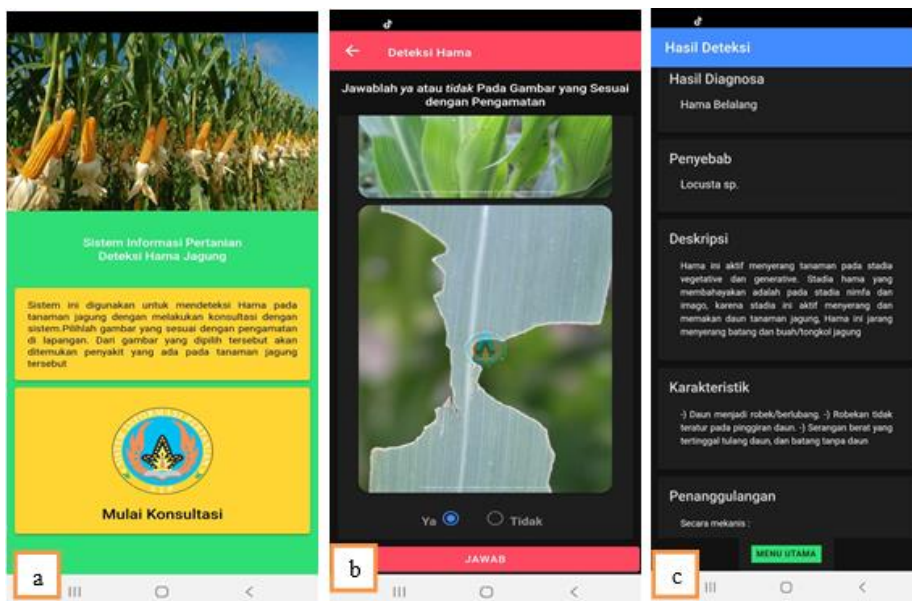 Sistem Informasi Pertanian
Deteksi Hama Jagung
Sistem ini digunakan untuk mendeteksi Hama pada
tanaman jagung dengan melakukan konsultasi dengan
sistem.Pilihlah gambar yang sesuai dengan pengamatan
di lapangan. Dari gambar yang dipilih tersebut akan
ditemukan penyakit yang ada pada tanaman jagung
tersebut
Mulai Konsultasi
a
Deteksi Hama
Jawablah ya atau tidak Pada Gambar yang Sesuai
dengan Pengamatan
Ya
Tidak
JAWAB
b
Hasil Deteksi
Hasil Diagnosa
Hama Belalang
Penyebab
Locusta sp.
Deskripsi
Hama ini aktif menyerang tanaman pada stadia
vegetative dan generative. Stadia hama yang
membahayakan adalah pada stadia nimfa dan
imago, karena stadia ini aktif menyerang dan
memakan daun tanaman jagung, Hama ini jarang
menyerang batang dan buah/tongkol jagung
Karakteristik
-) Daun menjadi robek/berlubang. -) Robekan tidak
teratur pada pinggiran daun. -) Serangan berat yang
tertinggal tulang daun, dan batang tanpa daun
Penanggulangan
Secara mekanis :
MENU UTAMA
c